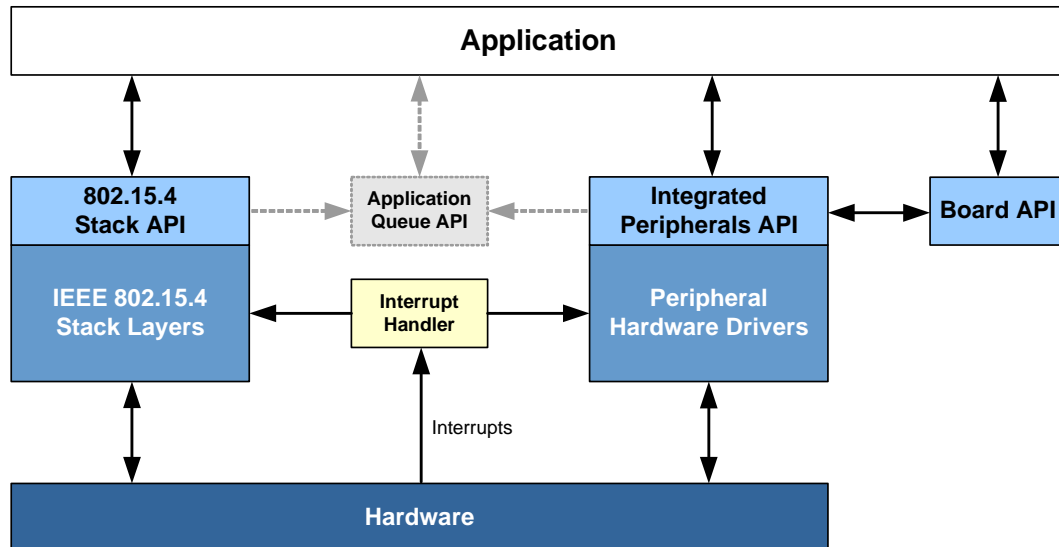 Application
802.15.4
Stack API
Application
Queue API
Integrated
Peripherals API
Board API
IEEE 802.15.4
Stack Layers
Interrupt
Handler
Peripheral
Hardware Drivers
Interrupts
Hardware